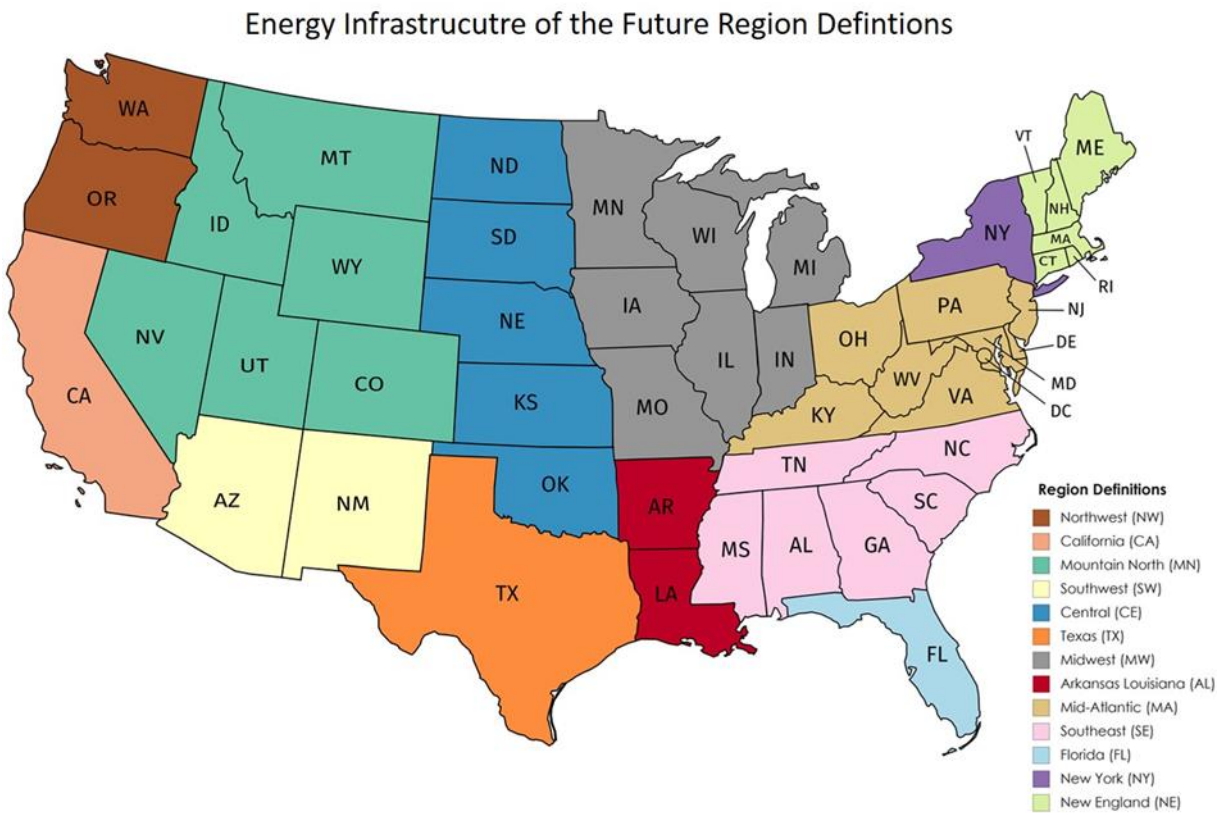 Energy Infrastrucutre of the Future Region Defintions
WA
OR
CA
ID
MT
WY
NV
UT
CO
AZ
NM
ND
SD
NE
KS
OK
TX
MN
WI
MI
IA
IL
IN
MO
AR
LA
OH
PA
WV
VA
KY
NJ
DE
MD
DC
TN
NC
SC
MS
AL
GA
FL
NY
VT
ME
NH
MA
CT
RI
Region Definitions
Northwest (NW)
California (CA)
Mountain North (MN)
Southwest (SW)
Central (CE)
Texas (TX)
Midwest (MW)
Arkansas Louisiana (AL)
Mid-Atlantic (MA)
Southeast (SE)
Florida (FL)
New York (NY)
New England (NE)